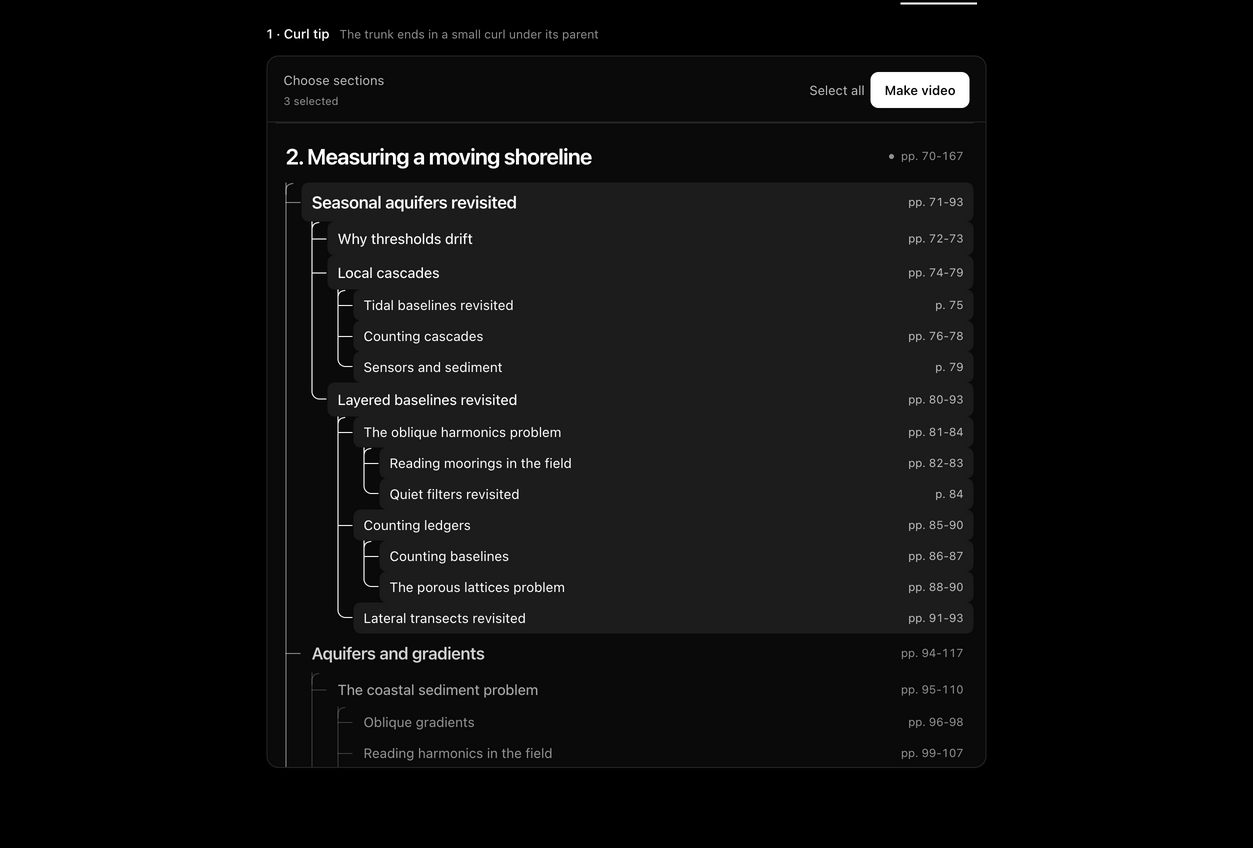 1 · Curl tip The trunk ends in a small curl under its parent
Choose sections
3 selected
Select all
Make video
2. Measuring a moving shoreline • pp. 70-167
Seasonal aquifers revisited pp. 71-93
Why thresholds drift pp. 72-73
Local cascades pp. 74-79
Tidal baselines revisited p. 75
Counting cascades pp. 76-78
Sensors and sediment p. 79
Layered baselines revisited pp. 80-93
The oblique harmonics problem pp. 81-84
Reading moorings in the field pp. 82-83
Quiet filters revisited p. 84
Counting ledgers pp. 85-90
Counting baselines pp. 86-87
The porous lattices problem pp. 88-90
Lateral transects revisited pp. 91-93
Aquifers and gradients pp. 94-117
The coastal sediment problem pp. 95-110
Oblique gradients pp. 96-98
Reading harmonics in the field pp. 99-107